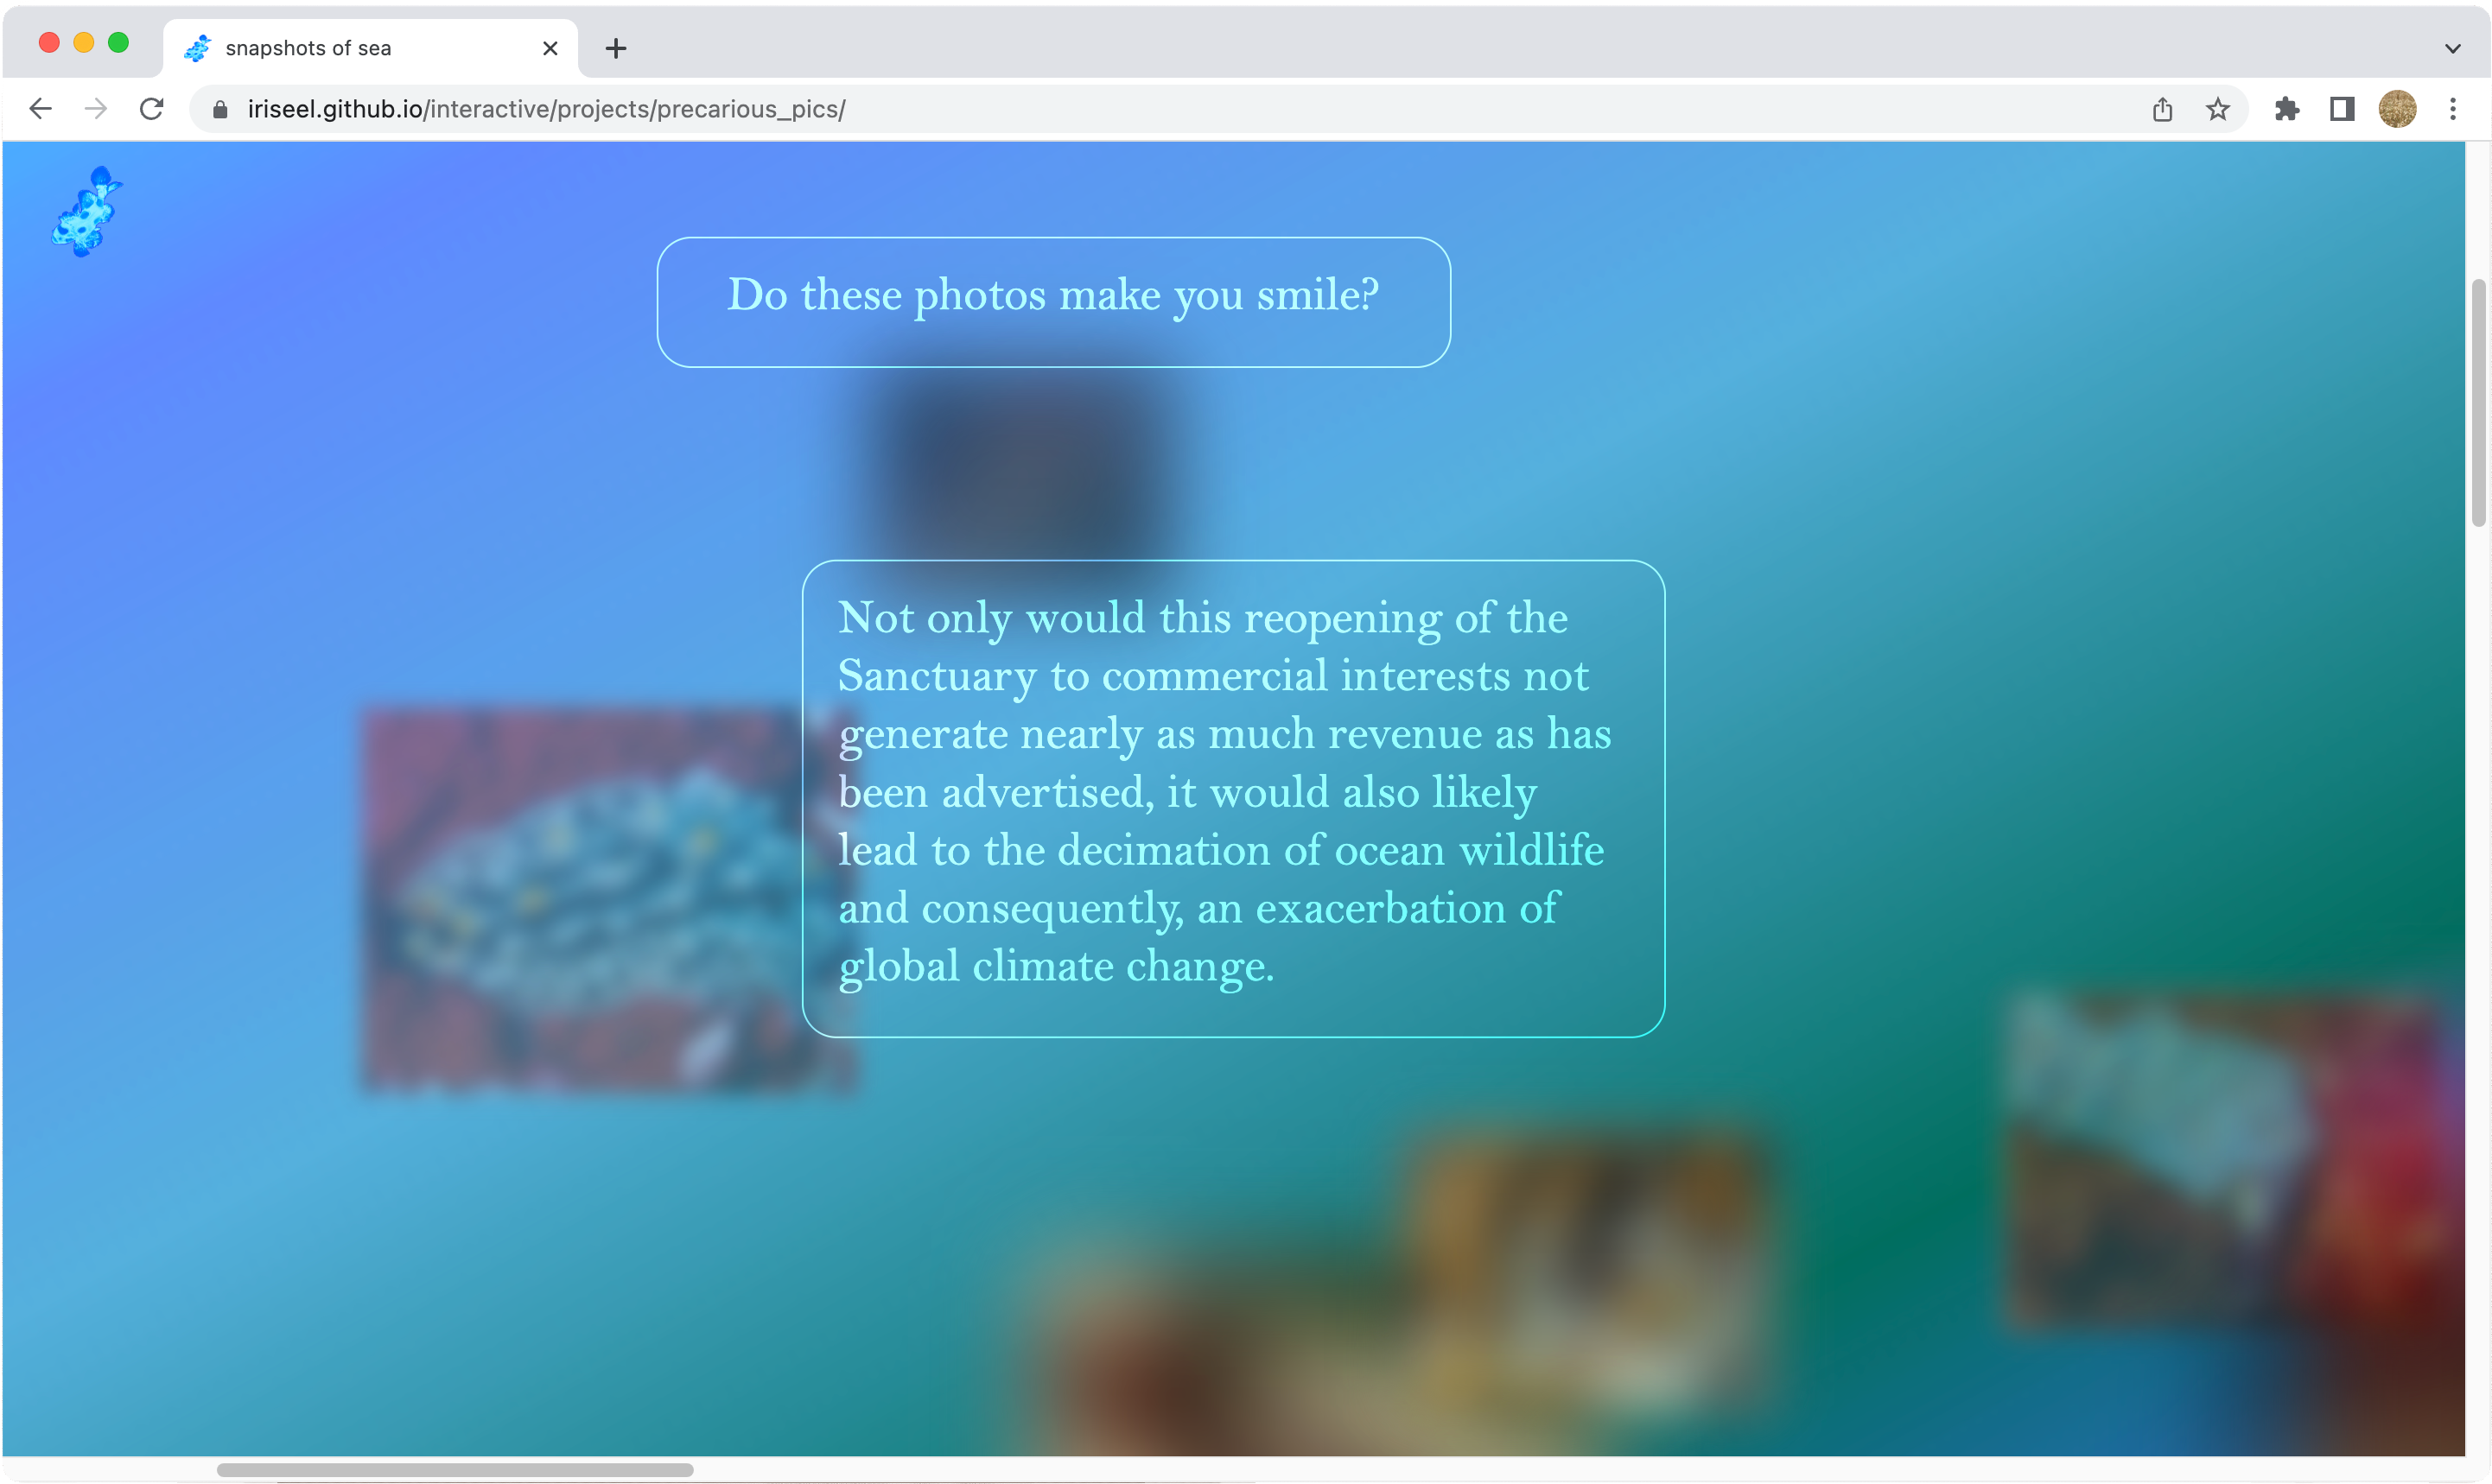 snapshots of sea
iriseel.github.io/interactive/projects/precarious_pics/
Do these photos make you smile?
Not only would this reopening of the
Sanctuary to commercial interests not
generate nearly as much revenue as has
been advertised, it would also likely
lead to the decimation of ocean wildlife
and consequently, an exacerbation of
global climate change.